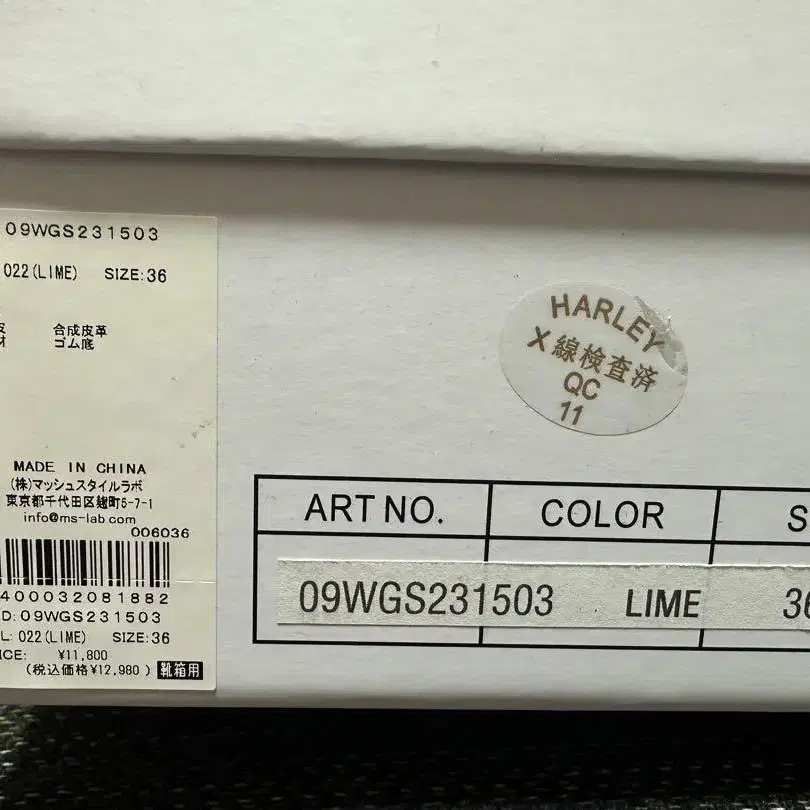 09WGS231503
022(LIME) SIZE:36
合成皮革
ゴム底
MADE IN CHINA
(株)マッシュスタイルラボ
東京都千代田区麹町5-7-1
info@ms-lab.com
006036
400032081882
D:09WGS231503
L:022(LIME) SIZE:36
ICE: ¥11,800
(税込価格¥12,980)靴箱用
HARLEY
X線検査済
QC
11
ART NO. COLOR S
09WGS231503 LIME 36